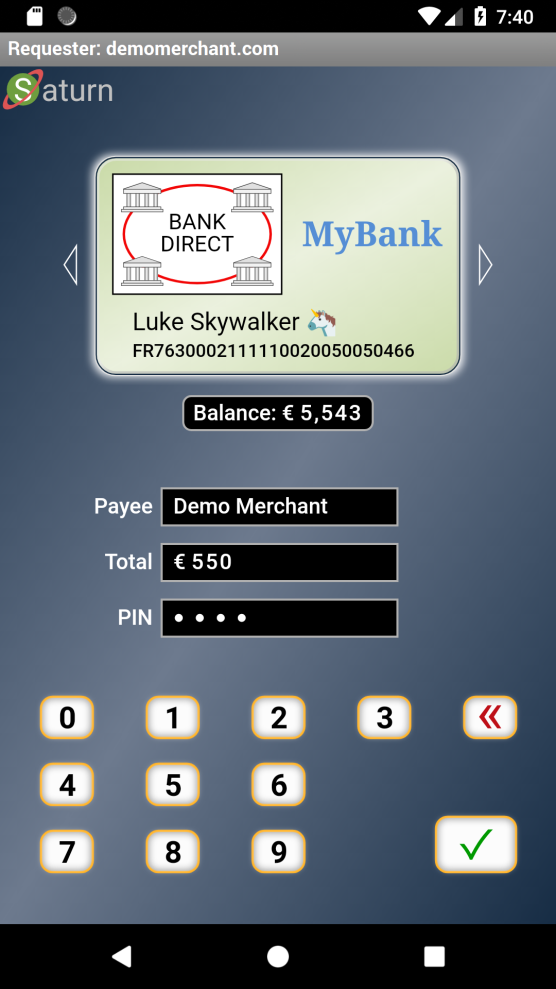 7:40
Requester: demomerchant.com
Saturn
BANK
DIRECT
MyBank
Luke Skywalker 🦄
FR7630002111110020050050466
Balance: € 5,543
Payee Demo Merchant
Total € 550
PIN ● ● ● ●
0 1 2 3 «
4 5 6
7 8 9 ✓